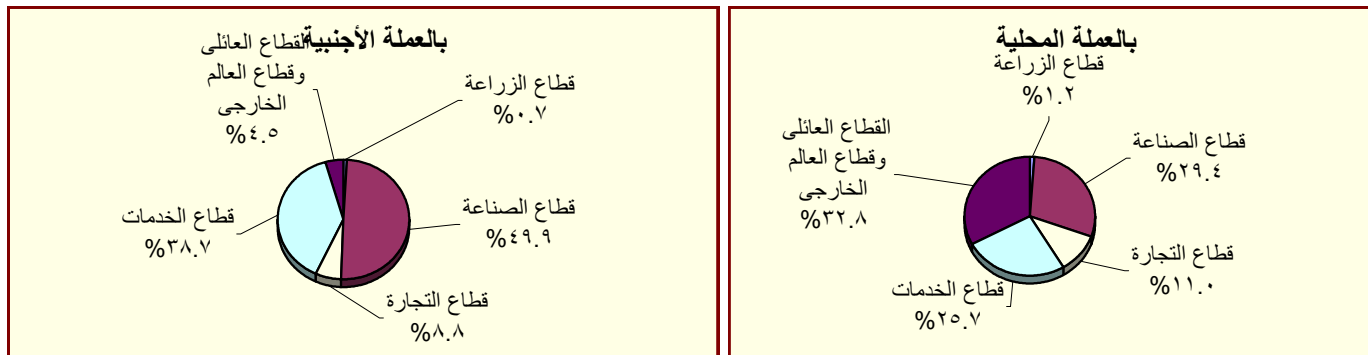 بالعملة المحلية
قطاع الزراعة
%١.٢
قطاع الصناعة
%٢٩.٤
قطاع التجارة
%١١.٠
قطاع الخدمات
%٢٥.٧
القطاع العائلى
وقطاع العالم
الخارجى
%٣٢.٨
بالعملة الأجنبية
قطاع الزراعة
%٠.٧
قطاع الصناعة
%٤٩.٩
قطاع التجارة
%٨.٨
قطاع الخدمات
%٣٨.٧
القطاع العائلى
وقطاع العالم
الخارجى
%٤.٥